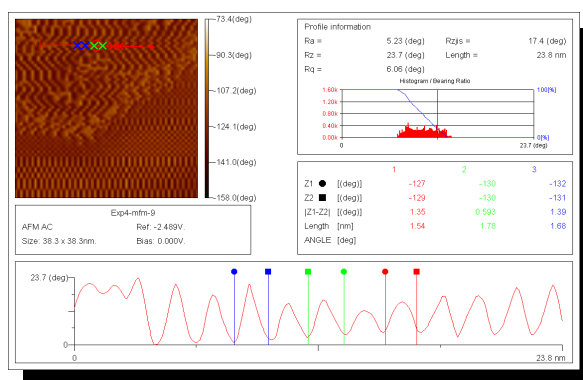 73.4(deg)
90.3(deg)
107.2(deg)
124.1(deg)
141.0(deg)
158.0(deg)
Exp4-mfm-9
AFM AC Ref: -2.489V.
Size: 38.3 x 38.3nm. Bias: 0.000V.
Profile information
Ra = 5.23 (deg) Rzjis = 17.4 (deg)
Rz = 23.7 (deg) Length = 23.8 nm
Rq = 6.06 (deg)
Histogram / Bearing Ratio
1.60k 100[%]
1.20k
0.80k
0.40k
0.00k 0[%]
0 23.7 (deg)
1 2 3
Z1 [(deg)] -127 -130 -132
Z2 [(deg)] -129 -130 -131
|Z1-Z2| [(deg)] 1.35 0.593 1.39
Length [nm] 1.54 1.78 1.68
ANGLE [deg]
23.7 (deg)
0
0 23.8 nm